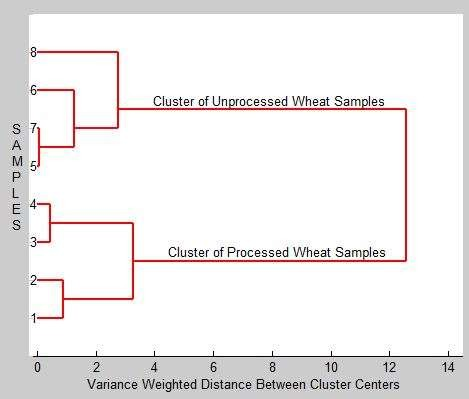 8
Cluster of Unprocessed Wheat Samples
6
7
5
SAMPLES
4
3
Cluster of Processed Wheat Samples
2
1
0 2 4 6 8 10 12 14
Variance Weighted Distance Between Cluster Centers